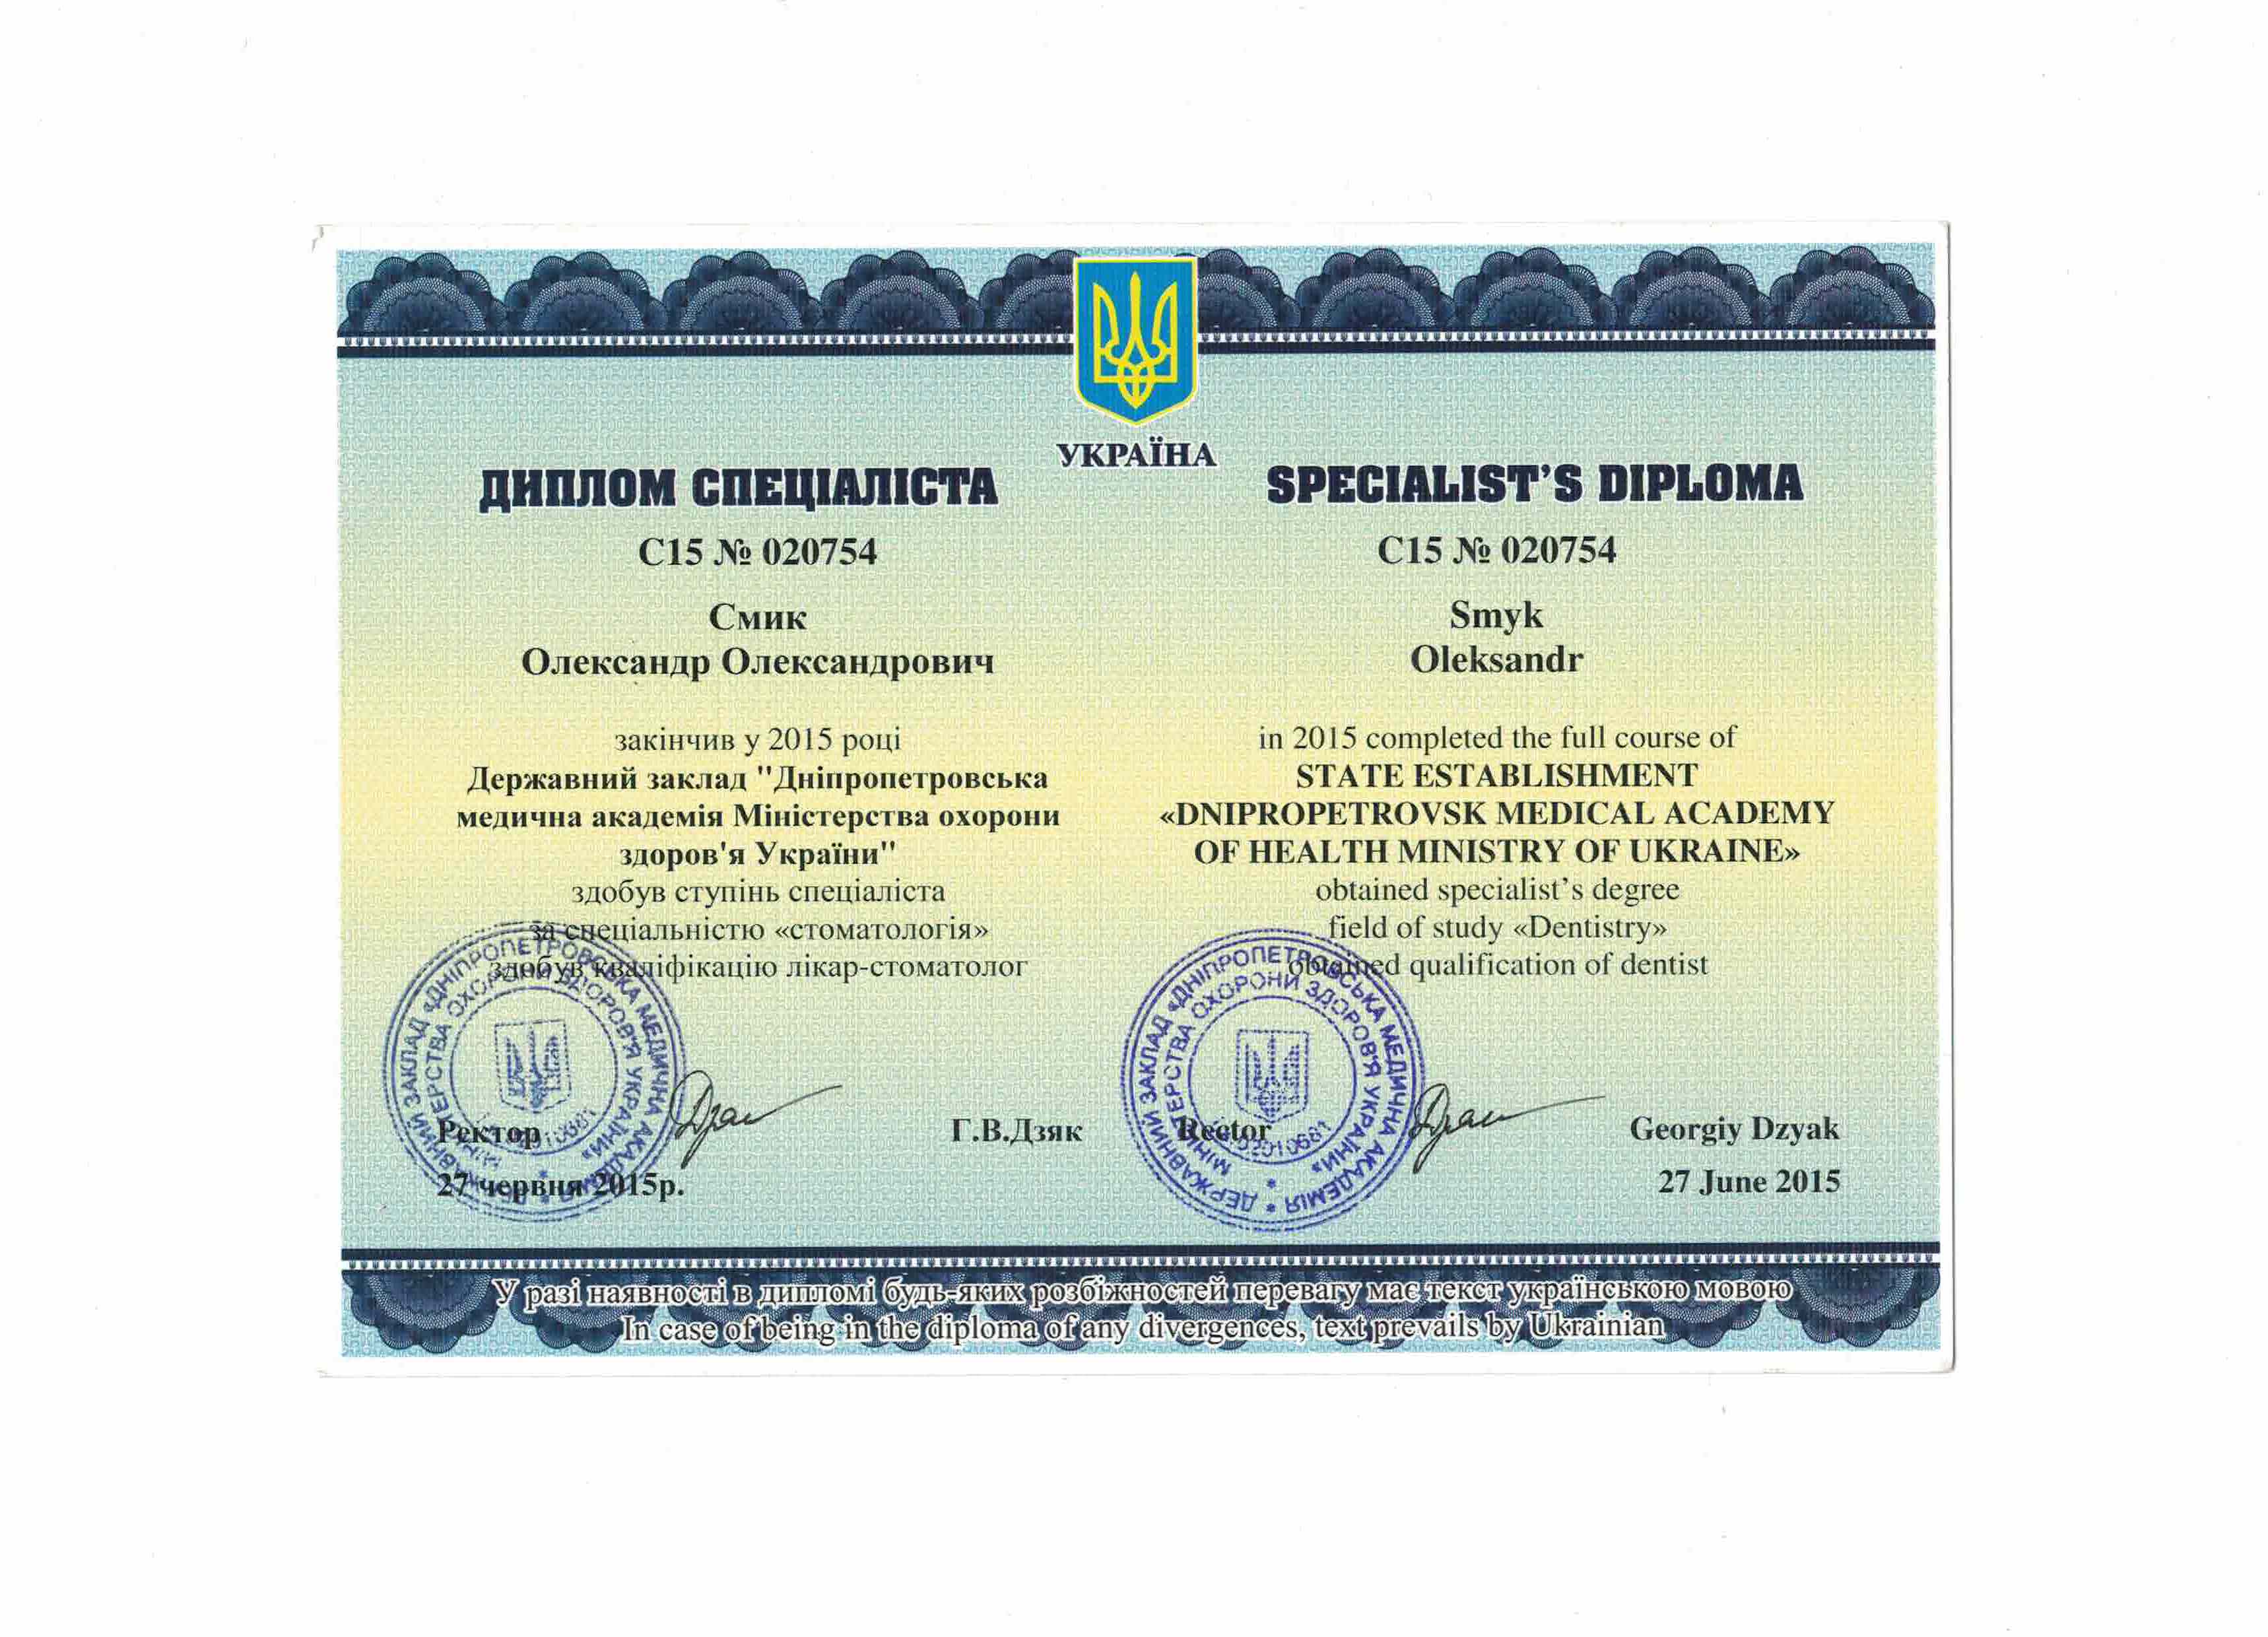 УКРАЇНА
ДИПЛОМ СПЕЦІАЛІСТА
С15 № 020754
Смик
Олександр Олександрович
закінчив у 2015 році
Державний заклад "Дніпропетровська
медична академія Міністерства охорони
здоров'я України"
здобув ступінь спеціаліста
за спеціальністю «стоматологія»
здобув кваліфікацію лікар-стоматолог
Ректор
Г.В.Дзяк
27 червня 2015р.
ДЕРЖАВНИЙ ЗАКЛАД «ДНІПРОПЕТРОВСЬКА МЕДИЧНА АКАДЕМІЯ
МІНІСТЕРСТВА ОХОРОНИ ЗДОРОВ'Я УКРАЇНИ»
SPECIALIST'S DIPLOMA
C15 № 020754
Smyk
Oleksandr
in 2015 completed the full course of
STATE ESTABLISHMENT
«DNIPROPETROVSK MEDICAL ACADEMY
OF HEALTH MINISTRY OF UKRAINE»
obtained specialist's degree
field of study «Dentistry»
obtained qualification of dentist
Rector
Georgiy Dzyak
27 June 2015
ДЕРЖАВНИЙ ЗАКЛАД «ДНІПРОПЕТРОВСЬКА МЕДИЧНА АКАДЕМІЯ
МІНІСТЕРСТВА ОХОРОНИ ЗДОРОВ'Я УКРАЇНИ»
02010681
У разі наявності в дипломі будь-яких розбіжностей перевагу має текст українською мовою
In case of being in the diploma of any divergences, text prevails by Ukrainian